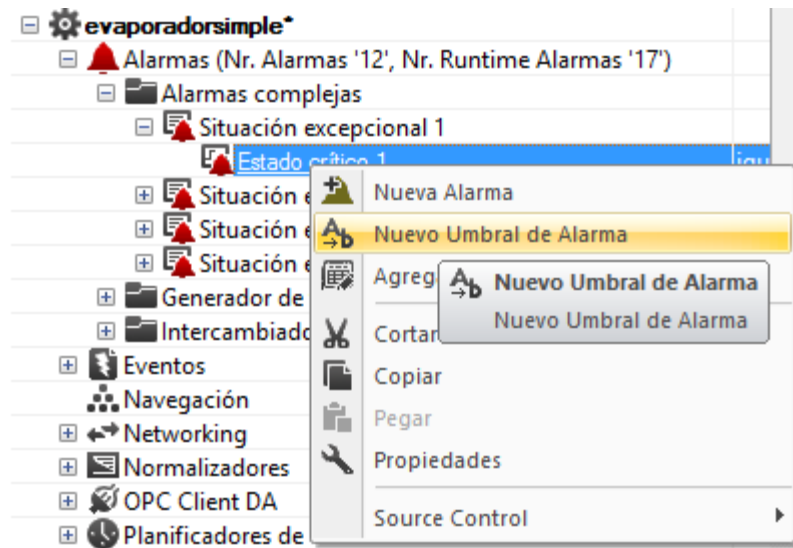 evaporadorsimple*
Alarmas (Nr. Alarmas '12', Nr. Runtime Alarmas '17')
Alarmas complejas
Situación excepcional 1
Estado crítico 1
Situación
Situación
Situación
Generador de
Intercambiado
Eventos
Navegación
Networking
Normalizadores
OPC Client DA
Planificadores de
Nueva Alarma
Nuevo Umbral de Alarma
Agreg
Cortar
Copiar
Pegar
Propiedades
Source Control
Nuevo Umbral de Alarma
Nuevo Umbral de Alarma